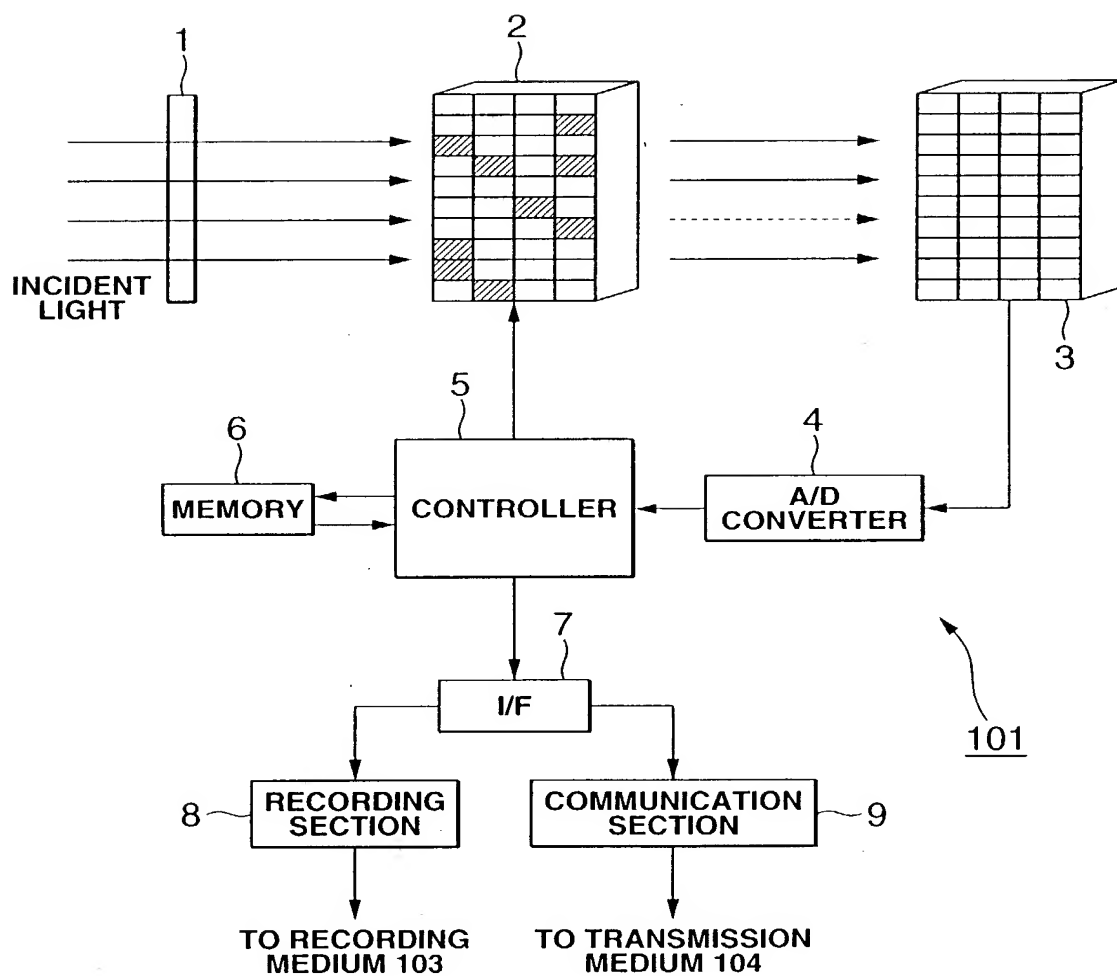 1
2
INCIDENT
LIGHT
3
5
4
6
MEMORY
CONTROLLER
A/D
CONVERTER
7
I/F
101
8
RECORDING
SECTION
COMMUNICATION
SECTION
9
TO RECORDING
MEDIUM 103
TO TRANSMISSION
MEDIUM 104